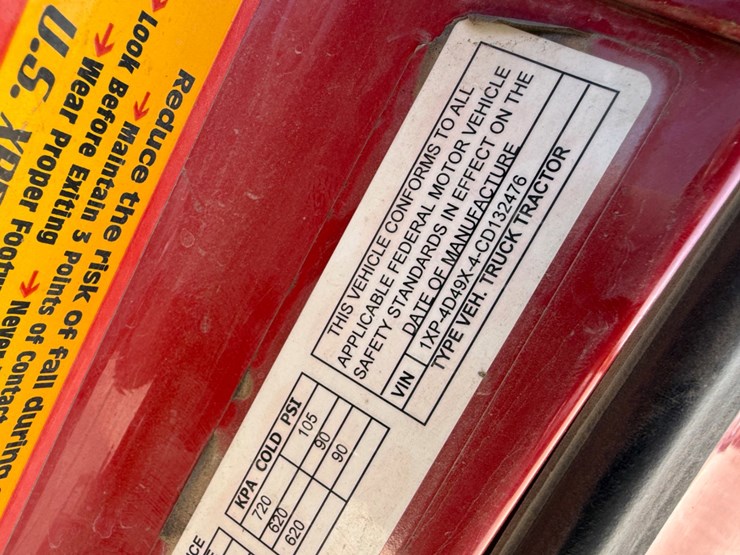 U.S. XPR
Look Before Exiting
Wear Proper Footw
Maintain 3 Points of Contact
Never
Reduce the risk of fall during
THIS VEHICLE CONFORMS TO ALL
APPLICABLE FEDERAL MOTOR VEHICLE
SAFETY STANDARDS IN EFFECT ON THE
DATE OF MANUFACTURE
VIN 1XP-4D49X-4-CD132476
TYPE VEH. TRUCK TRACTOR
KPA COLD PSI
720 105
620 90
620 90